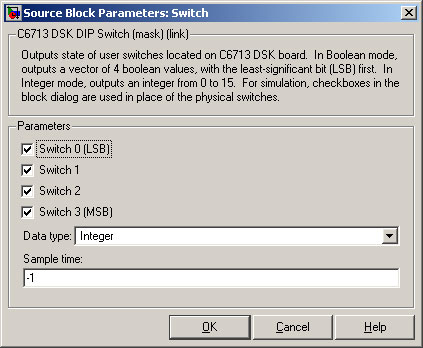 Source Block Parameters: Switch
C6713 DSK DIP Switch (mask) (link)
Outputs state of user switches located on C6713 DSK board. In Boolean mode,
outputs a vector of 4 boolean values, with the least-significant bit (LSB) first. In
Integer mode, outputs an integer from 0 to 15. For simulation, checkboxes in the
block dialog are used in place of the physical switches.
Parameters
Switch 0 (LSB)
Switch 1
Switch 2
Switch 3 (MSB)
Data type: Integer
Sample time:
-1
OK Cancel Help